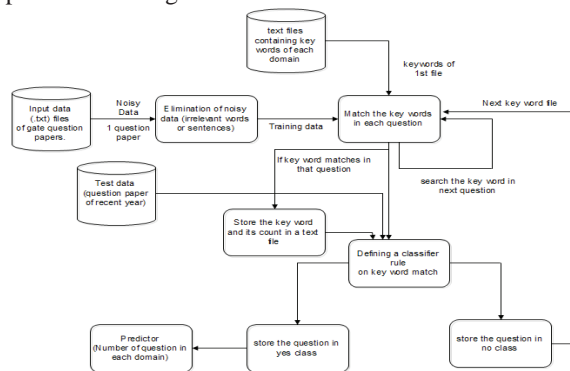 text files
containing key
words of each
domain
keywords of
1st file
Input data
(.txt) files
of gate question
papers.
Noisy
Data
1 question
paper
Elimination of noisy
data (irrelevant words
or sentences)
Training data
Match the key words
in each question
Next key word file
If key word matches in
that question
search the key word in
next question
Test data
(question paper
of recent year)
Store the key word
and its count in a text
file
Defining a classifier
rule
on key word match
Predictor
(Number of question in
each domain)
store the question in
yes class
store the question in
no class